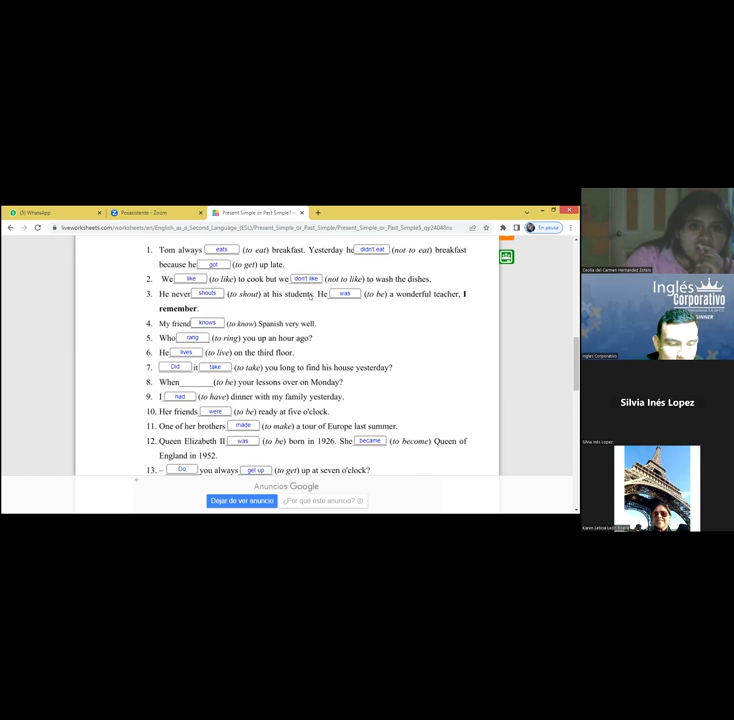 (5) WhatsApp
Posasistente - Zoom
Present Simple or Past Simple? -
liveworksheets.com/worksheets/en/English_as_a_Second_Language_(ESL)/Present_Simple_or_Past_Simple/Present_Simple_or_Past_Simple$_qy24048ns
En pausa
1. Tom always eats (to eat) breakfast. Yesterday he didn't eat (not to eat) breakfast
because he got (to get) up late.
2. We like (to like) to cook but we don't like (not to like) to wash the dishes.
3. He never shouts (to shout) at his students. He was (to be) a wonderful teacher, I
remember.
4. My friend knows (to know) Spanish very well.
5. Who rang (to ring) you up an hour ago?
6. He lives (to live) on the third floor.
7. Did it take (to take) you long to find his house yesterday?
8. When________(to be) your lessons over on Monday?
9. I had (to have) dinner with my family yesterday.
10. Her friends were (to be) ready at five o'clock.
11. One of her brothers made (to make) a tour of Europe last summer.
12. Queen Elizabeth II was (to be) born in 1926. She became (to become) Queen of
England in 1952.
13. – Do you always get up (to get) up at seven o'clock?
Anuncios Google
Dejar de ver anuncio
¿Por qué este anuncio?
Cecilia del Carmen Hernández
Inglés
Corporativo
Ingles Corporativo
Silvia Inés Lopez
Silvia Inés Lopez
Karen Leticia León